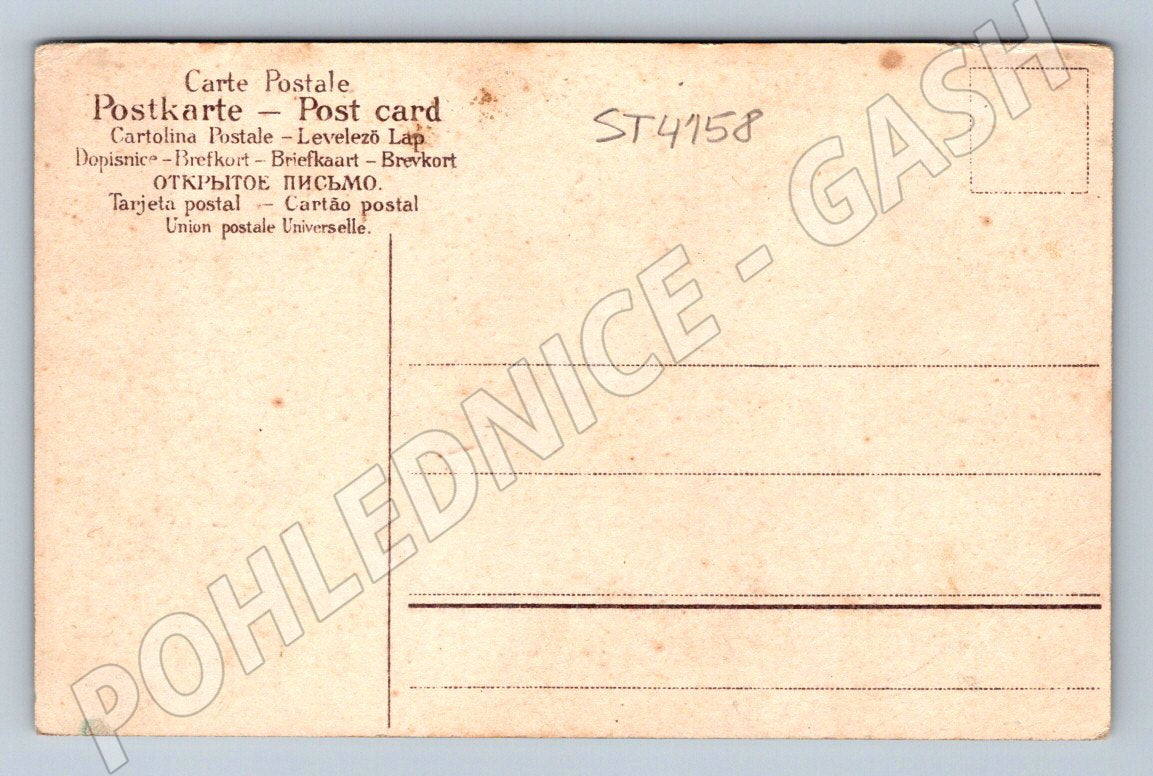 Carte Postale
Postkarte — Post card
Cartolina Postale – Levelezö Lap
Dopisnice – Brefkort – Briefkaart – Brevkort
ОТКРЫТОЕ ПИСЬМО.
Tarjeta postal – Cartão postal
Union postale Universelle.
ST4158
POHLEDNICE - GASH